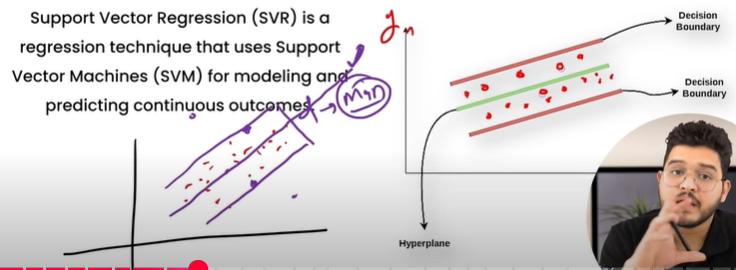 Support Vector Regression (SVR) is a
regression technique that uses Support
Vector Machines (SVM) for modeling and
predicting continuous outcomes.
Min
Decision
Boundary
Decision
Boundary
Hyperplane